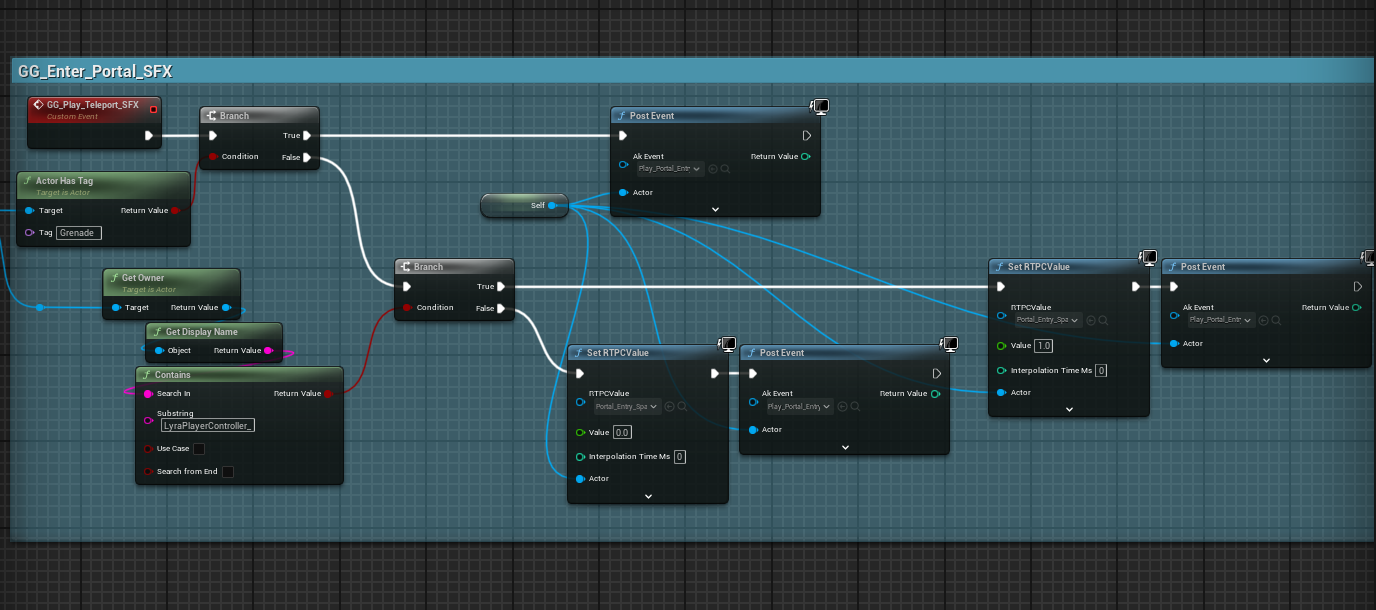 GG_Enter_Portal_SFX
GG_Play_Teleport_SFX
Custom Event
Branch
True
Condition
False
Actor Has Tag
Target is Actor
Target
Return Value
Tag
Grenade
Get Owner
Target is Actor
Target
Return Value
Get Display Name
Object
Return Value
Contains
Search In
Return Value
Substring
LyraPlayerController_
Use Case
Search from End
Self
Post Event
Ak Event
Play_Portal_Entr
Return Value
Actor
Branch
True
Condition
False
Set RTPCValue
RTPCValue
Portal_Entry_Spa
Value
0.0
Interpolation Time Ms
0
Actor
Post Event
Ak Event
Play_Portal_Entry
Return Value
Actor
Set RTPCValue
RTPCValue
Portal_Entry_Spa
Value
1.0
Interpolation Time Ms
0
Actor
Post Event
Ak Event
Play_Portal_Entr
Return Value
Actor